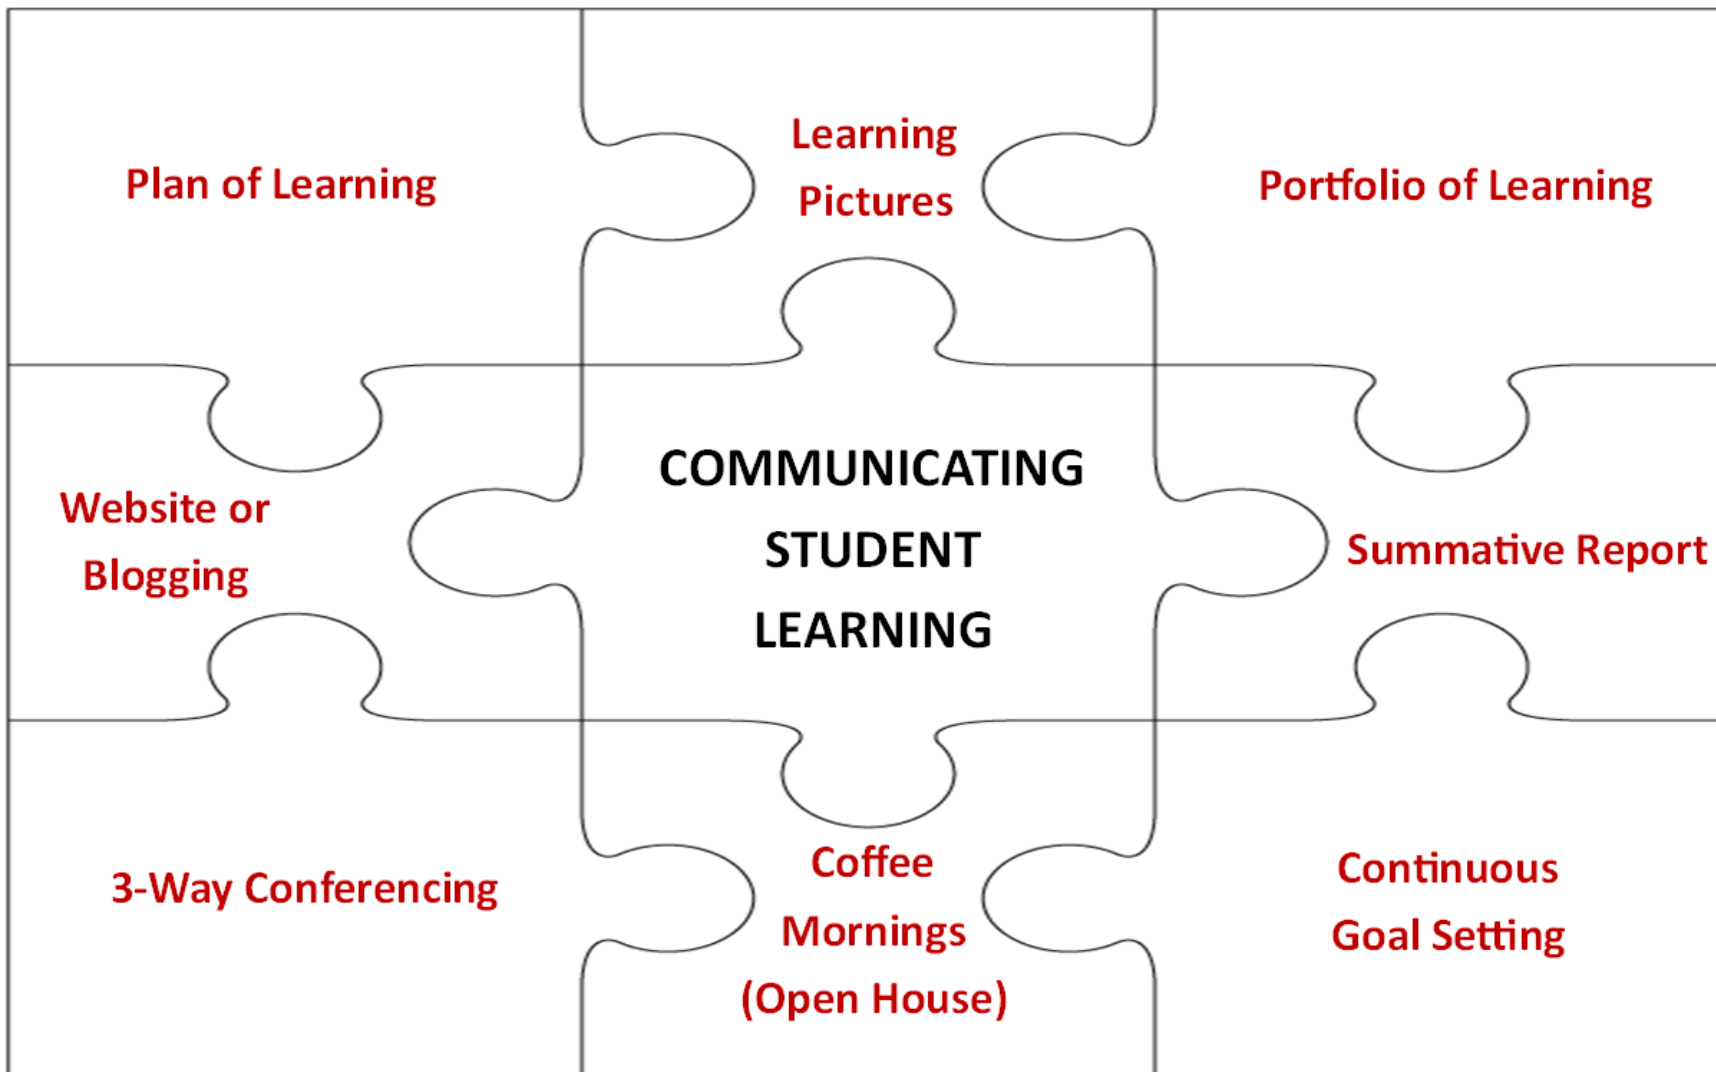 Plan of Learning
Learning
Pictures
Portfolio of Learning
Website or
Blogging
COMMUNICATING
STUDENT
LEARNING
Summative Report
3-Way Conferencing
Coffee
Mornings
(Open House)
Continuous
Goal Setting